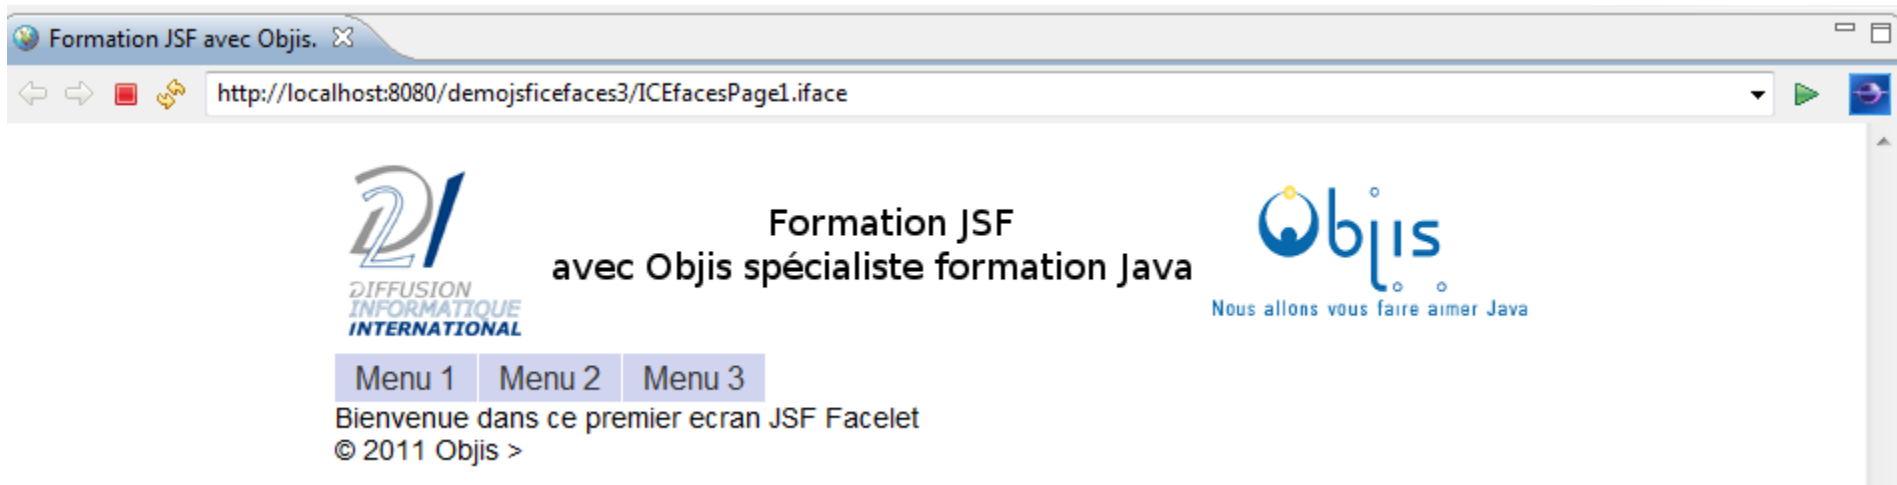 Formation JSF avec Objis.
http://localhost:8080/demojsficefaces3/ICEfacesPage1.iface
Formation JSF
avec Objis spécialiste formation Java
DIFFUSION
INFORMATIQUE
INTERNATIONAL
Objis
Nous allons vous faire aimer Java
Menu 1 Menu 2 Menu 3
Bienvenue dans ce premier ecran JSF Facelet
© 2011 Objis >